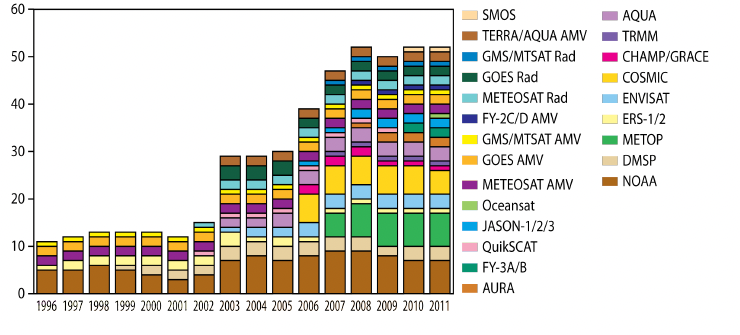 60
50
40
30
20
10
0
1996 1997 1998 1999 2000 2001 2002 2003 2004 2005 2006 2007 2008 2009 2010 2011
SMOS
TERRA/AQUA AMV
GMS/MTSAT Rad
GOES Rad
METEOSAT Rad
FY-2C/D AMV
GMS/MTSAT AMV
GOES AMV
METEOSAT AMV
Oceansat
JASON-1/2/3
QuikSCAT
FY-3A/B
AURA
AQUA
TRMM
CHAMP/GRACE
COSMIC
ENVISAT
ERS-1/2
METOP
DMSP
NOAA